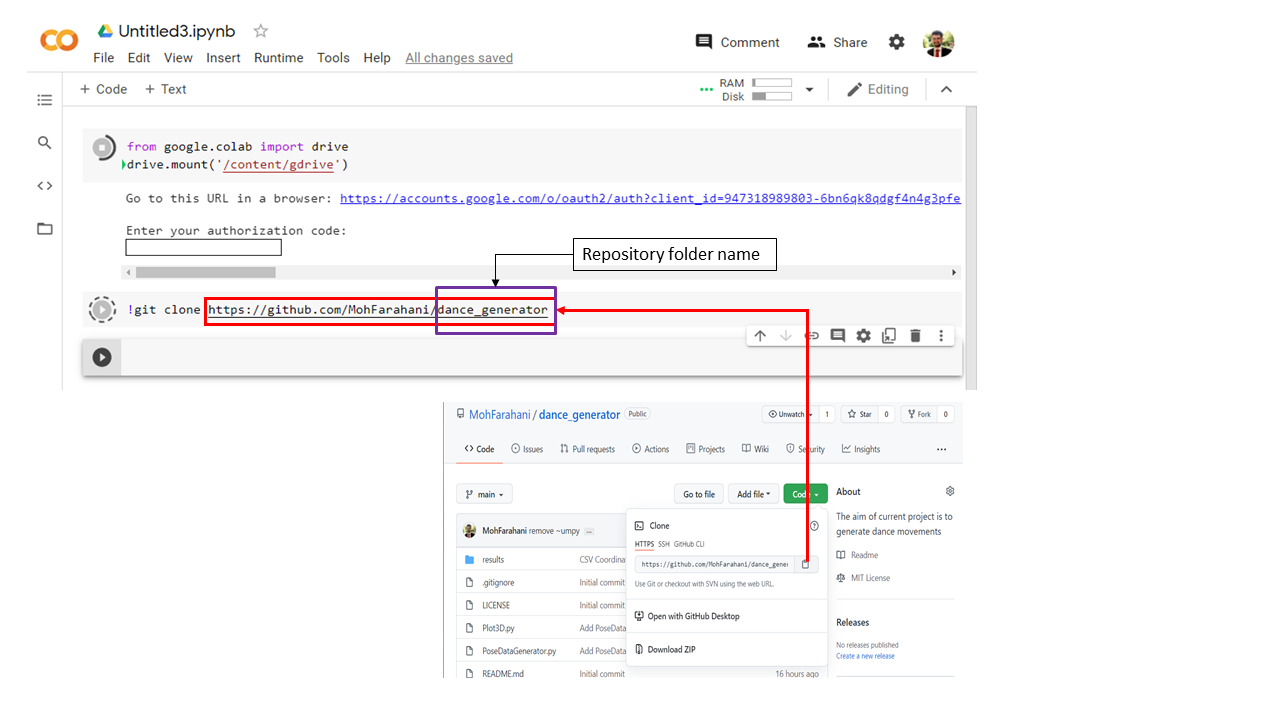 Untitled3.ipynb
File Edit View Insert Runtime Tools Help All changes saved
Comment Share
+ Code + Text
RAM
Disk
Editing
from google.colab import drive
drive.mount('/content/gdrive')
Go to this URL in a browser: https://accounts.google.com/o/oauth2/auth?client_id=947318989803-6bn6qk8qdgf4n4g3pfe
Enter your authorization code:
Repository folder name
!git clone https://github.com/MohFarahani/dance_generator
MohFarahani / dance_generator Public
Unwatch 1 Star 0 Fork 0
Code Issues Pull requests Actions Projects Wiki Security Insights
main Go to file Add file Code
About
The aim of current project is to
generate dance movements
Readme
MIT License
Releases
No releases published
Create a new release
MohFarahani remove ~umpy
results CSV Coordina
.gitignore Initial commit
LICENSE Initial commit
Plot3D.py Add PoseData
PoseDataGenerator.py Add PoseData
README.md Initial commit 16 hours ago
Clone
HTTPS SSH GitHub CLI
https://github.com/MohFarahani/dance_gener
Use Git or checkout with SVN using the web URL.
Open with GitHub Desktop
Download ZIP